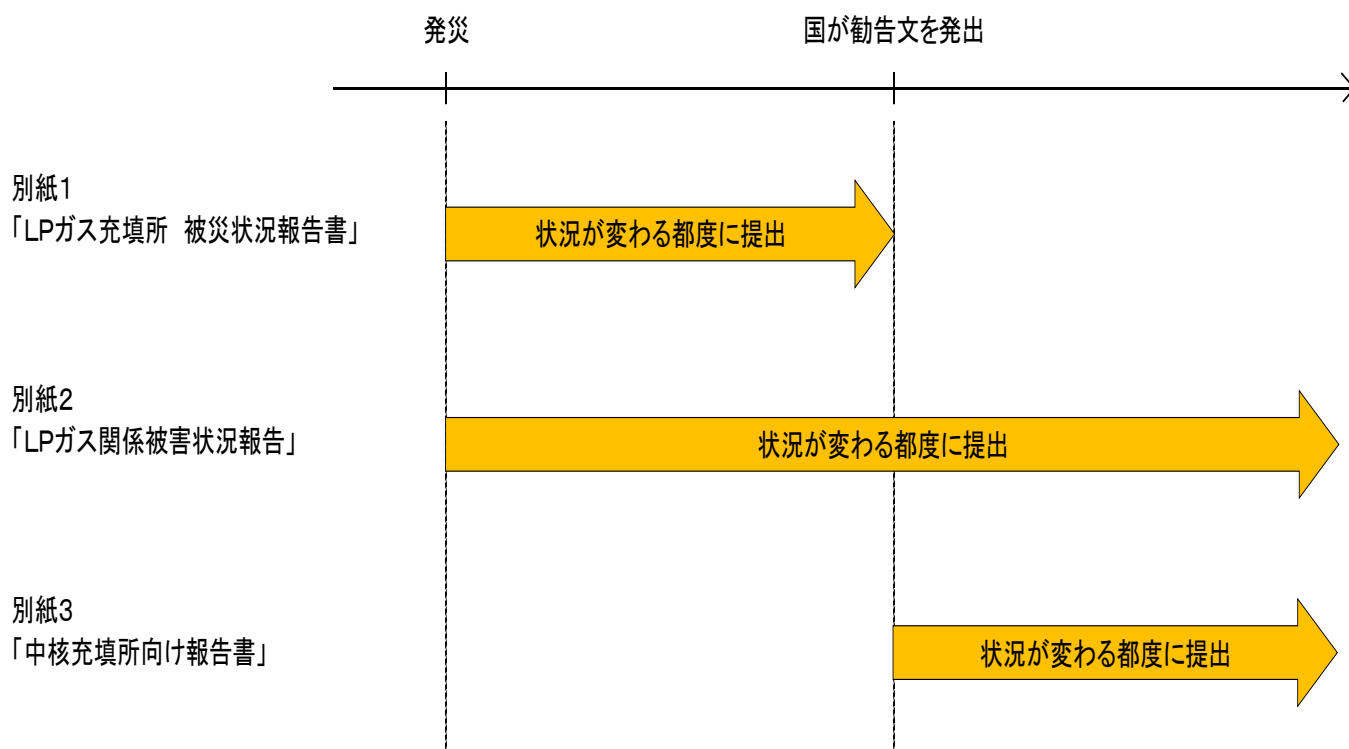 発災
国が勧告文を発出
別紙1
「LPガス充填所 被災状況報告書」
状況が変わる都度に提出
別紙2
「LPガス関係被害状況報告」
状況が変わる都度に提出
別紙3
「中核充填所向け報告書」
状況が変わる都度に提出